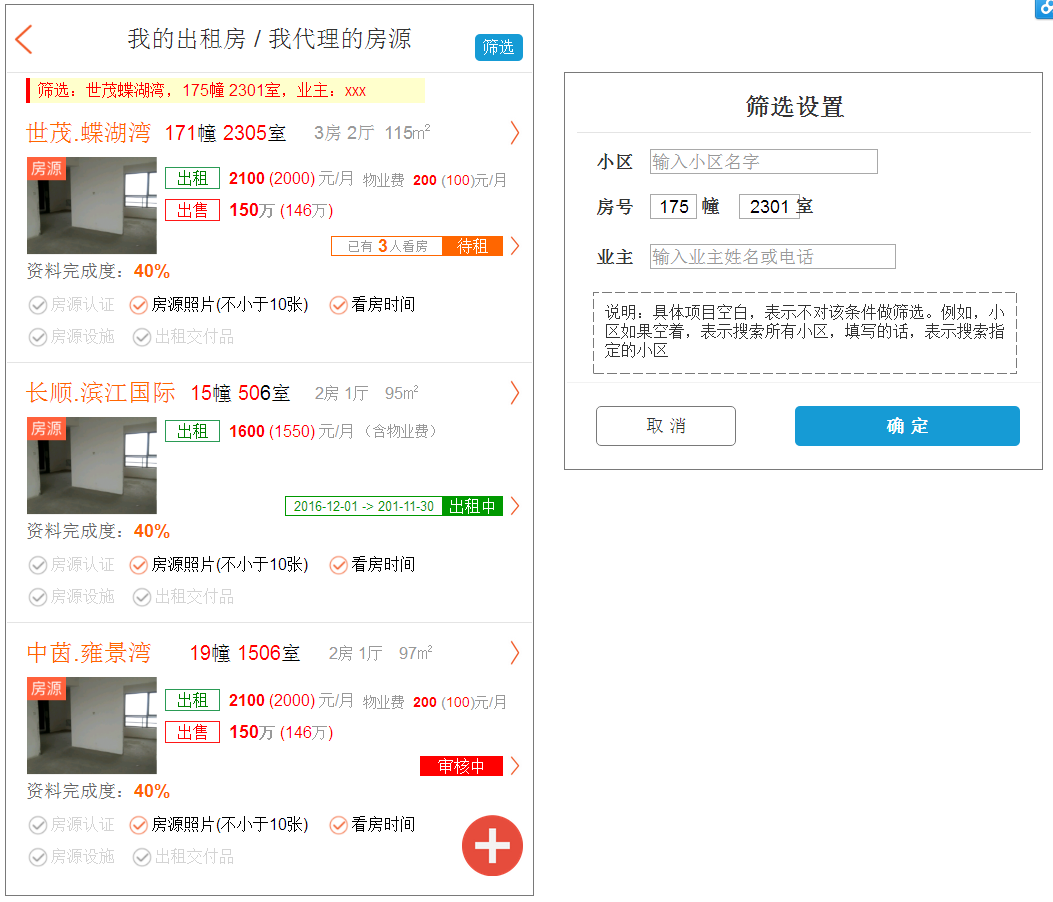 我的出租房 / 我代理的房源
筛选
筛选：世茂蝶湖湾，175幢 2301室，业主：xxx
世茂.蝶湖湾 171幢 2305室 3房 2厅 115m²
房源
出租 2100 (2000) 元/月 物业费 200 (100)元/月
出售 150万 (146万)
已有 3 人看房 待租
资料完成度：40%
房源认证 房源照片(不小于10张) 看房时间
房源设施 出租交付品
长顺.滨江国际 15幢 506室 2房 1厅 95m²
房源
出租 1600 (1550) 元/月（含物业费）
2016-12-01 -> 201-11-30 出租中
资料完成度：40%
房源认证 房源照片(不小于10张) 看房时间
房源设施 出租交付品
中茵.雍景湾 19幢 1506室 2房 1厅 97m²
房源
出租 2100 (2000) 元/月 物业费 200 (100)元/月
出售 150万 (146万)
审核中
资料完成度：40%
房源认证 房源照片(不小于10张) 看房时间
房源设施 出租交付品
筛选设置
小区 输入小区名字
房号 175 幢 2301 室
业主 输入业主姓名或电话
说明：具体项目空白，表示不对该条件做筛选。例如，小
区如果空着，表示搜索所有小区，填写的话，表示搜索指
定的小区
取 消 确 定